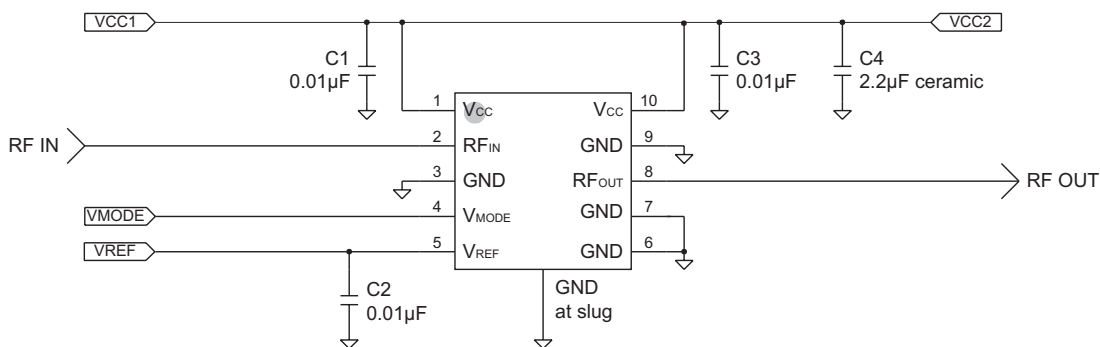 VCC1
VCC2
C1
0.01µF
C3
0.01µF
C4
2.2µF ceramic
1
VCC
VCC
10
RF IN
2
RFIN
GND
9
3
GND
RFOUT
8
RF OUT
VMODE
4
VMODE
GND
7
VREF
5
VREF
GND
6
C2
0.01µF
GND
at slug